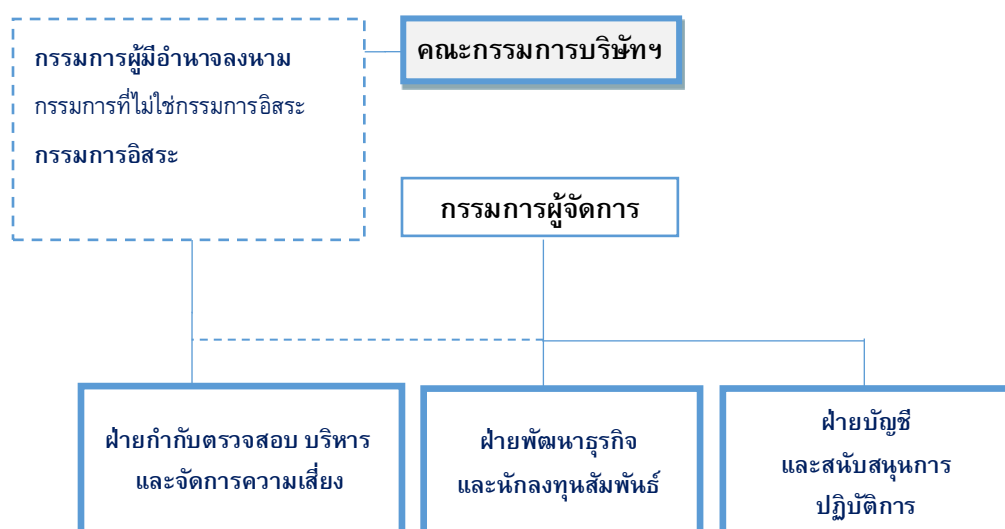 กรรมการผู้มีอำนาจลงนาม
กรรมการที่ไม่ใช่กรรมการอิสระ
กรรมการอิสระ
คณะกรรมการบริษัทฯ
กรรมการผู้จัดการ
ฝ่ายกำกับตรวจสอบ บริหาร
และจัดการความเสี่ยง
ฝ่ายพัฒนาธุรกิจ
และนักลงทุนสัมพันธ์
ฝ่ายบัญชี
และสนับสนุนการ
ปฏิบัติการ